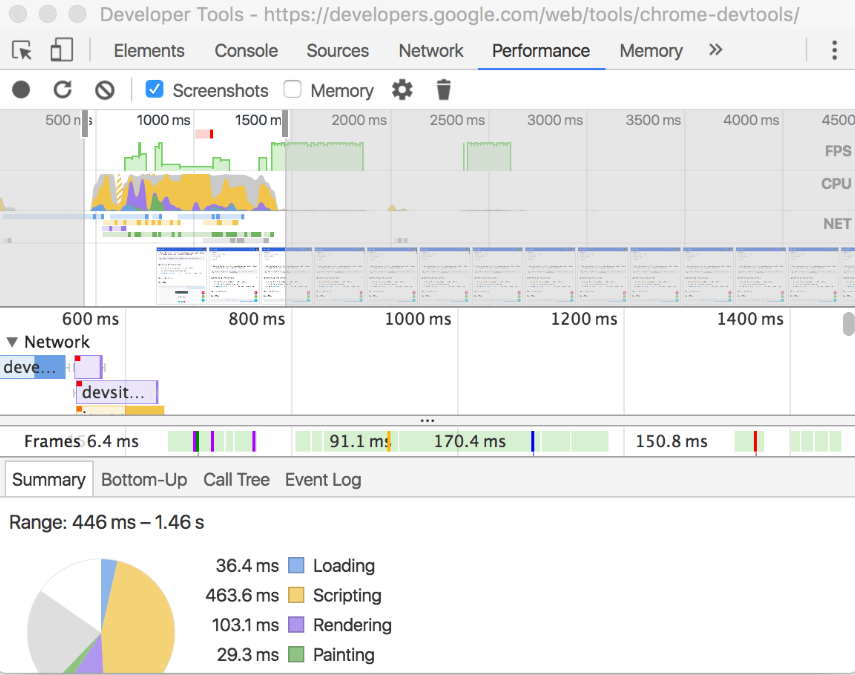 Developer Tools - https://developers.google.com/web/tools/chrome-devtools/
Elements Console Sources Network Performance Memory »
Screenshots Memory
500 ms 1000 ms 1500 ms 2000 ms 2500 ms 3000 ms 3500 ms 4000 ms 4500
FPS
CPU
NET
600 ms 800 ms 1000 ms 1200 ms 1400 ms
▼ Network
deve...
devsit...
Frames 6.4 ms 91.1 ms 170.4 ms 150.8 ms
Summary Bottom-Up Call Tree Event Log
Range: 446 ms – 1.46 s
36.4 ms Loading
463.6 ms Scripting
103.1 ms Rendering
29.3 ms Painting